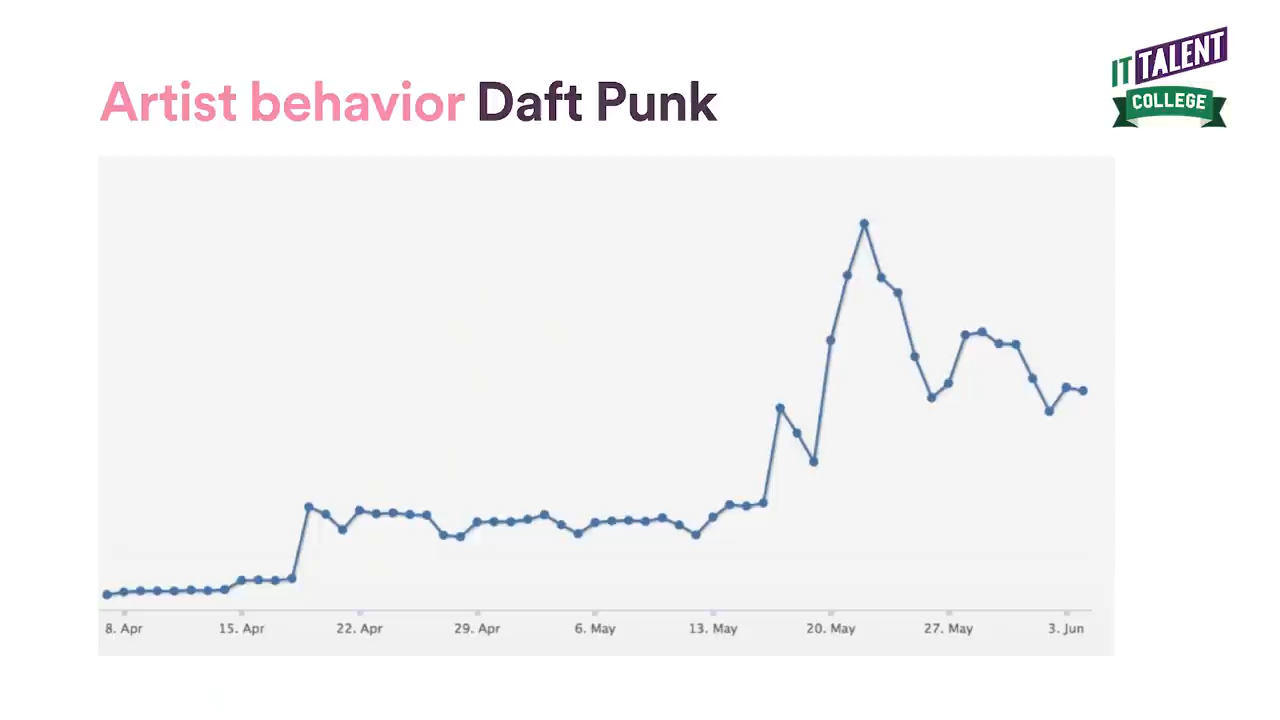 Artist behavior Daft Punk
IT TALENT
COLLEGE
8. Apr
15. Apr
22. Apr
29. Apr
6. May
13. May
20. May
27. May
3. Jun